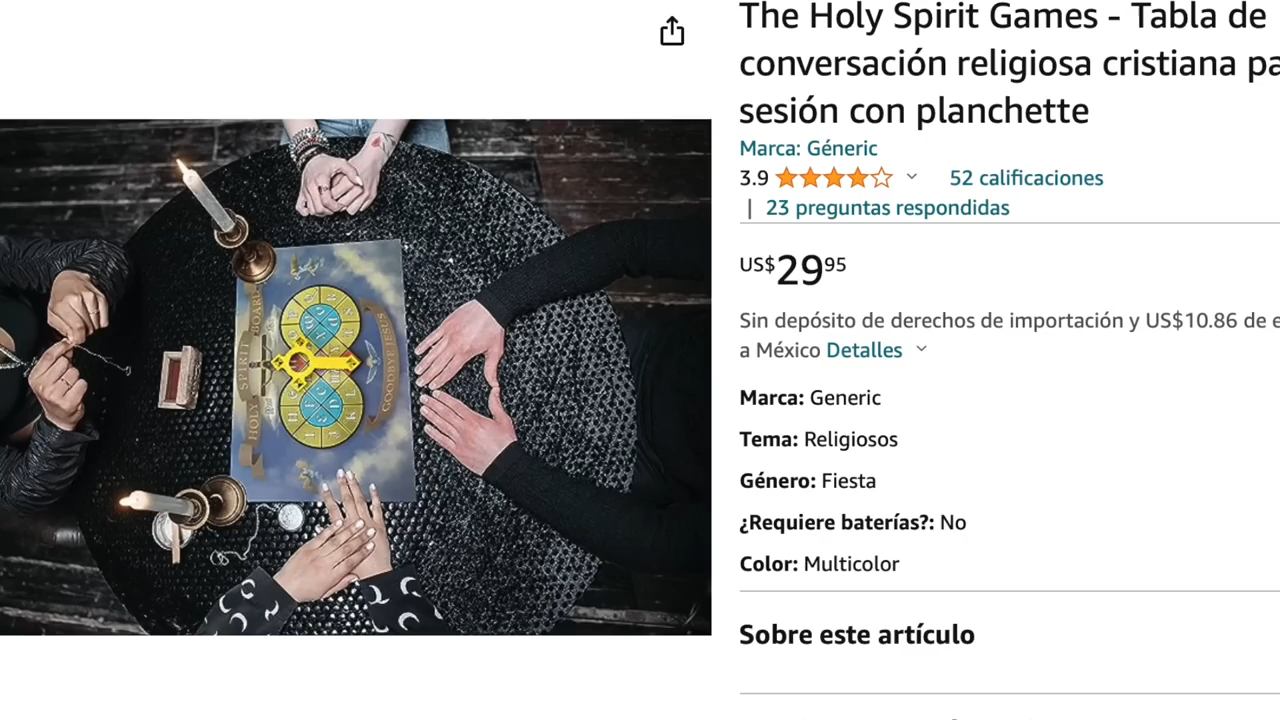 The Holy Spirit Games - Tabla de
conversación religiosa cristiana pa
sesión con planchette
Marca: Géneric
3.9
52 calificaciones
| 23 preguntas respondidas
US$2995
Sin depósito de derechos de importación y US$10.86 de e
a México Detalles
Marca: Generic
Tema: Religiosos
Género: Fiesta
¿Requiere baterías?: No
Color: Multicolor
Sobre este artículo
HOLY SPIRIT BOARD
GOODBYE JESUS